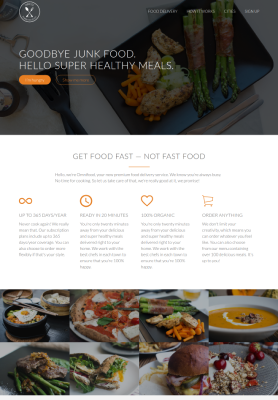 FOOD DELIVERY HOW IT WORKS CITIES SIGN UP
GOODBYE JUNK FOOD.
HELLO SUPER HEALTHY MEALS.
I'm hungry Show me more
GET FOOD FAST — NOT FAST FOOD
Hello, we're Omnifood, your new premium food delivery service. We know you're always busy.
No time for cooking. So let us take care of that, we're really good at it, we promise!
UP TO 365 DAYS/YEAR
Never cook again! We really
mean that. Our subscription
plans include up to 365
days/year coverage. You can
also choose to order more
flexibly if that's your style.
READY IN 20 MINUTES
You're only twenty minutes
away from your delicious
and super healthy meals
delivered right to your
home. We work with the
best chefs in each town to
ensure that you're 100%
happy.
100% ORGANIC
You're only twenty minutes
away from your delicious
and super healthy meals
delivered right to your
home. We work with the
best chefs in each town to
ensure that you're 100%
happy.
ORDER ANYTHING
We don't limit your
creativity, which means you
can order whatever you feel
like. You can also choose
from our menu containing
over 100 delicious meals. It's
up to you!